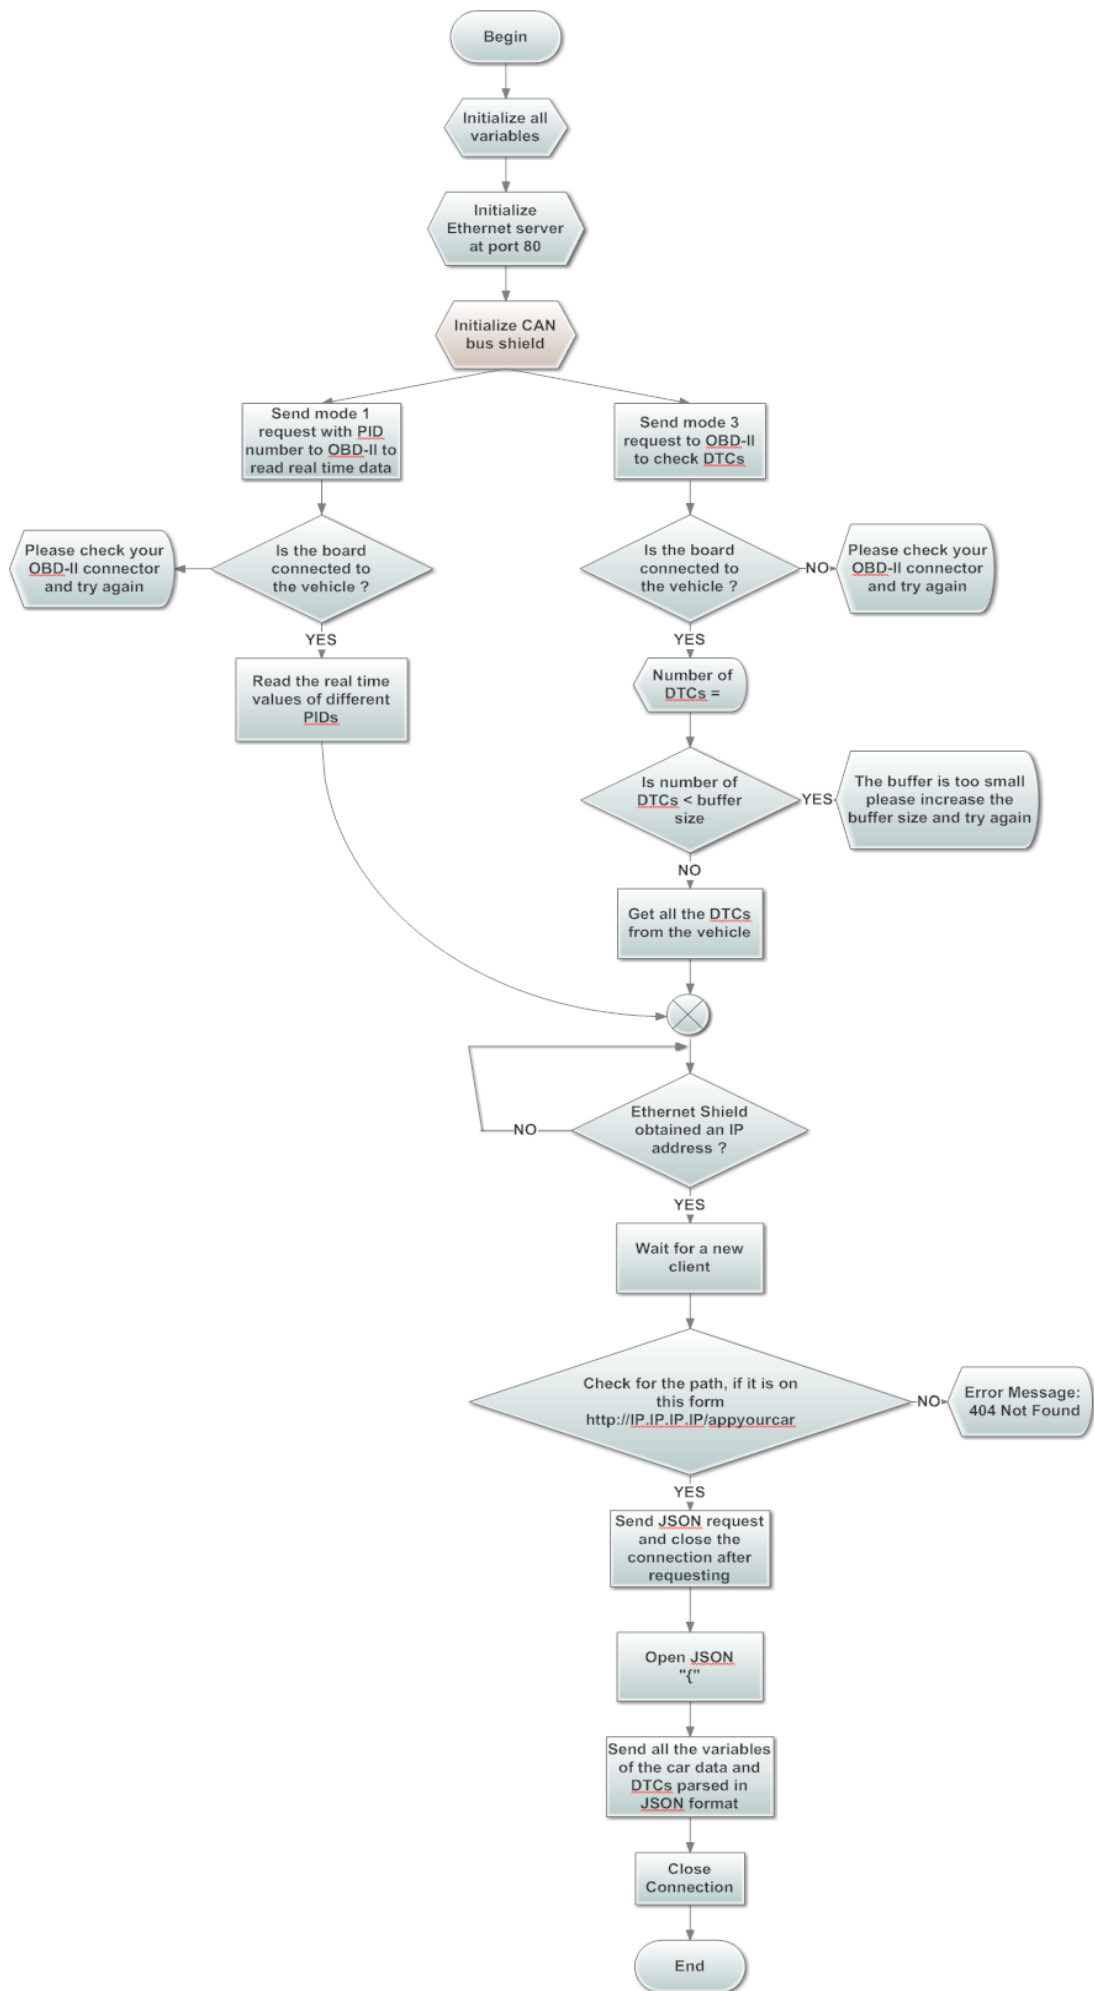 Begin
Initialize all
variables
Initialize
Ethernet server
at port 80
Initialize CAN
bus shield
Send mode 1
request with PID
number to OBD-II to
read real time data
Send mode 3
request to OBD-II
to check DTCs
Please check your
OBD-II connector
and try again
Is the board
connected to
the vehicle ?
Is the board
connected to
the vehicle ?
NO
Please check your
OBD-II connector
and try again
YES
YES
Read the real time
values of different
PIDs
Number of
DTCs =
Is number of
DTCs < buffer
size
YES
The buffer is too small
please increase the
buffer size and try again
NO
Get all the DTCs
from the vehicle
Ethernet Shield
obtained an IP
address ?
NO
YES
Wait for a new
client
Check for the path, if it is on
this form
http://IP.IP.IP.IP/appyourcar
NO
Error Message:
404 Not Found
YES
Send JSON request
and close the
connection after
requesting
Open JSON
"{"
Send all the variables
of the car data and
DTCs parsed in
JSON format
Close
Connection
End